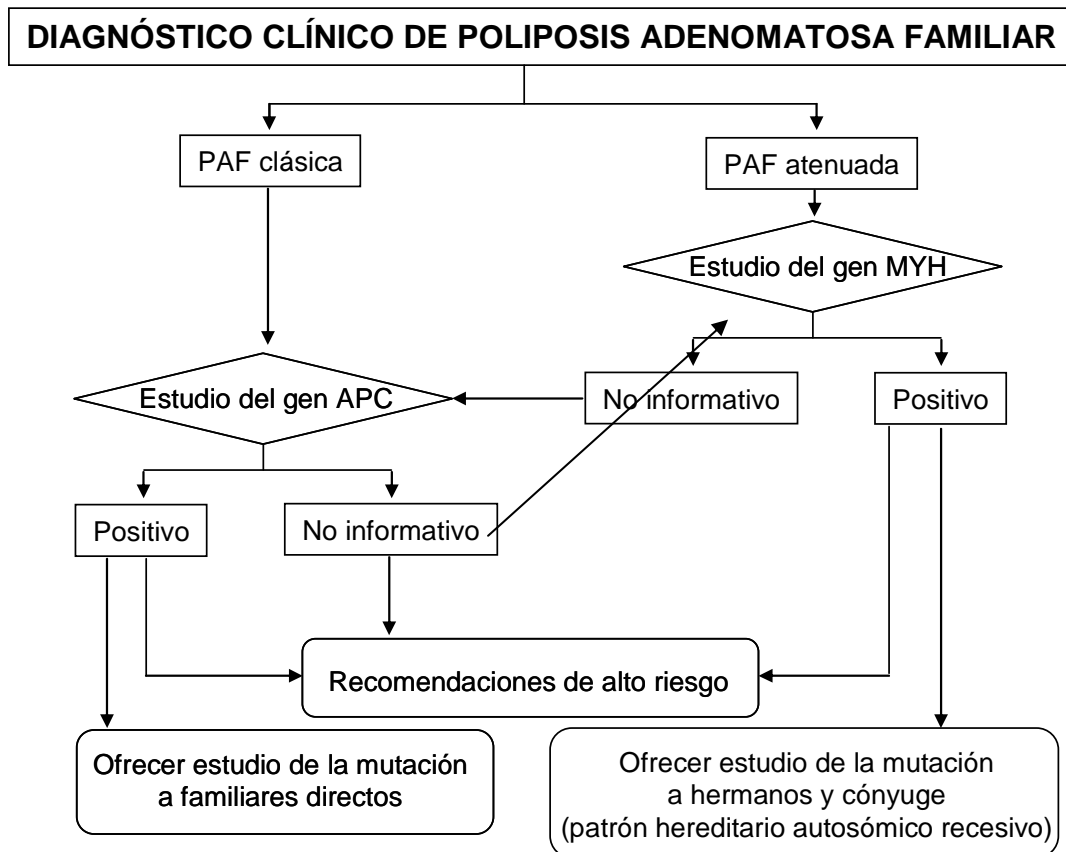 DIAGNÓSTICO CLÍNICO DE POLIPOSIS ADENOMATOSA FAMILIAR
PAF clásica
PAF atenuada
Estudio del gen MYH
Estudio del gen APC
No informativo
Positivo
Positivo
No informativo
Recomendaciones de alto riesgo
Ofrecer estudio de la mutación
a familiares directos
Ofrecer estudio de la mutación
a hermanos y cónyuge
(patrón hereditario autosómico recesivo)